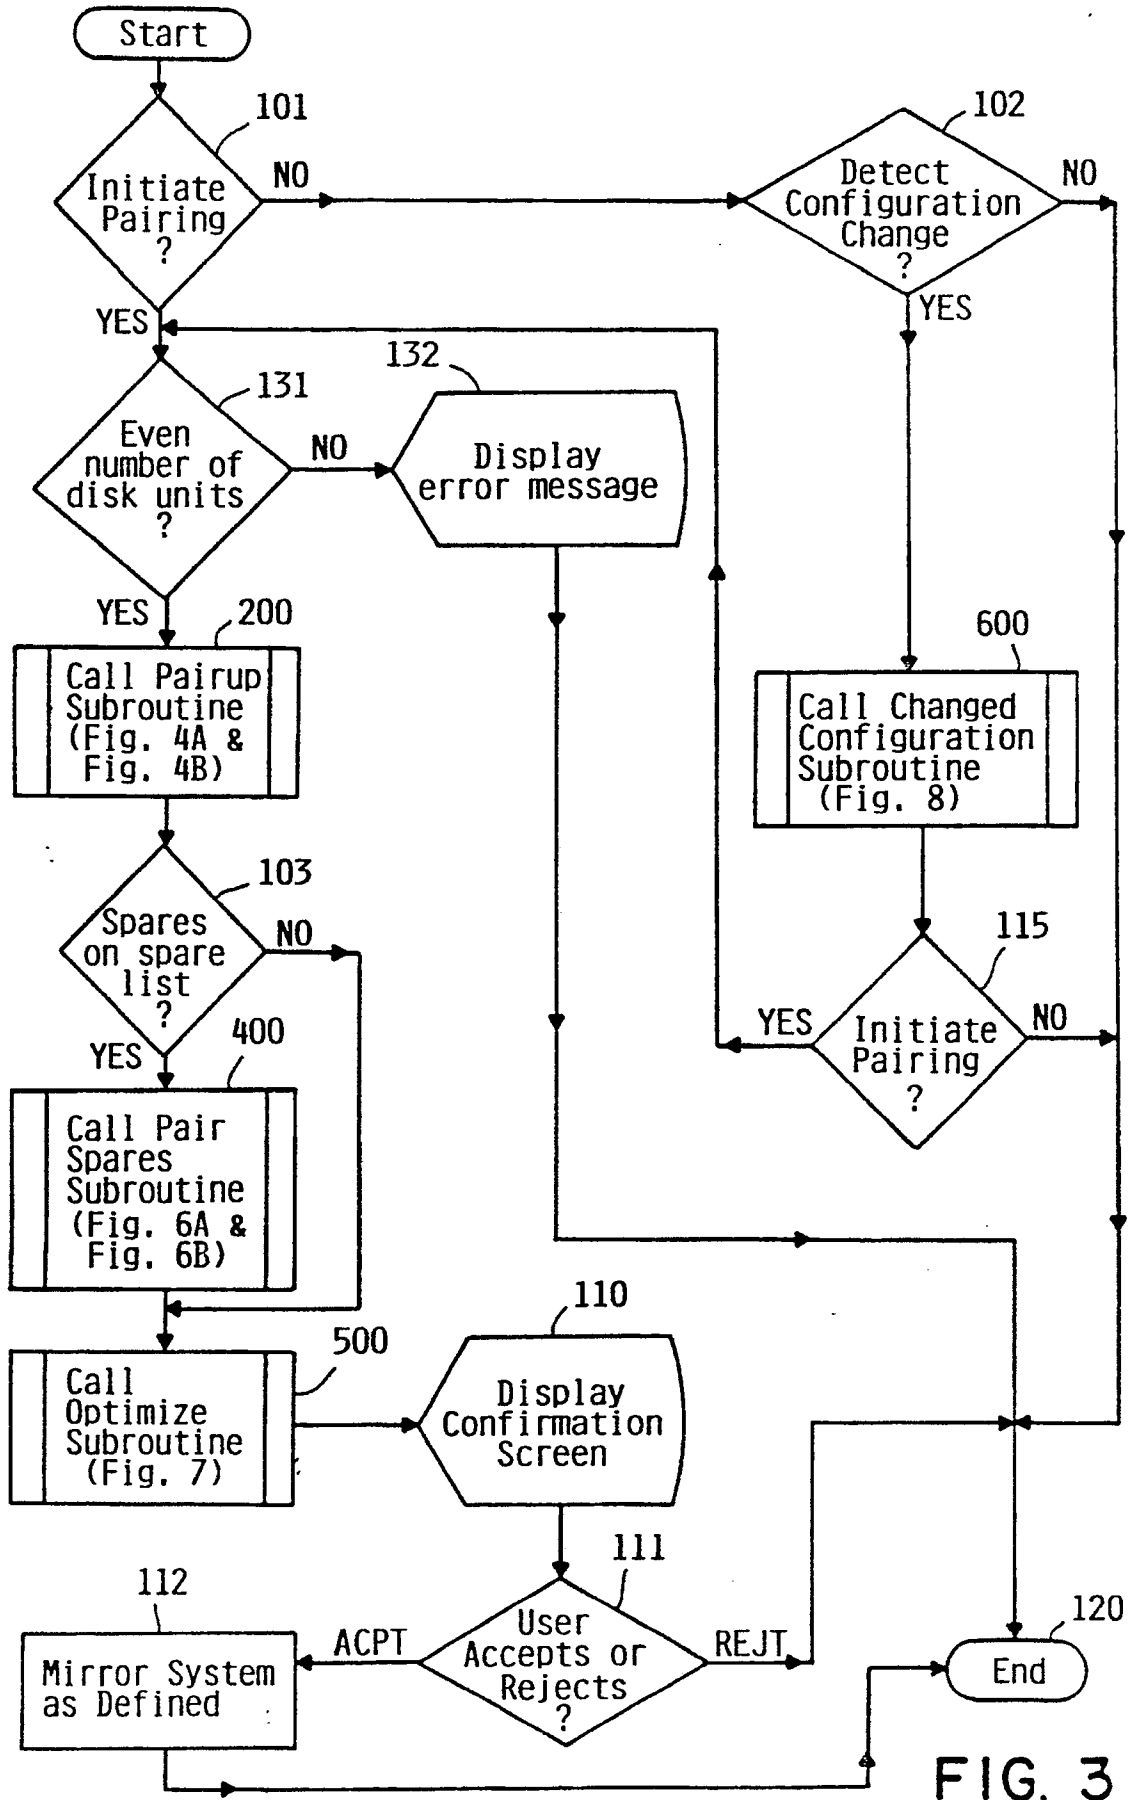 Start
101
Initiate
Pairing
?
NO
YES
102
Detect
Configuration
Change
?
NO
YES
131
Even
number of
disk units
?
NO
YES
132
Display
error message
200
Call Pairup
Subroutine
(Fig. 4A &
Fig. 4B)
600
Call Changed
Configuration
Subroutine
(Fig. 8)
103
Spares
on spare
list
?
NO
YES
115
Initiate
Pairing
?
YES
NO
400
Call Pair
Spares
Subroutine
(Fig. 6A &
Fig. 6B)
500
Call
Optimize
Subroutine
(Fig. 7)
110
Display
Confirmation
Screen
111
User
Accepts or
Rejects
?
ACPT
REJT
112
Mirror System
as Defined
120
End
FIG. 3